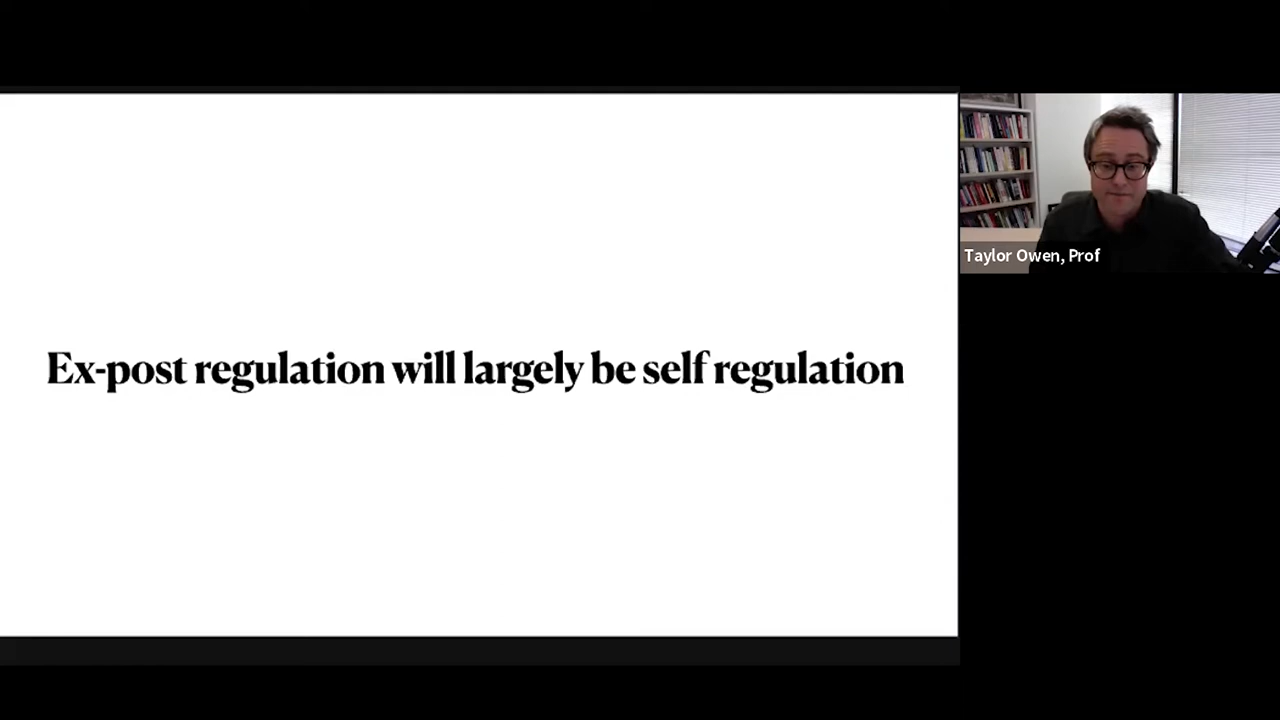 Ex-post regulation will largely be self regulation
Taylor Owen, Prof